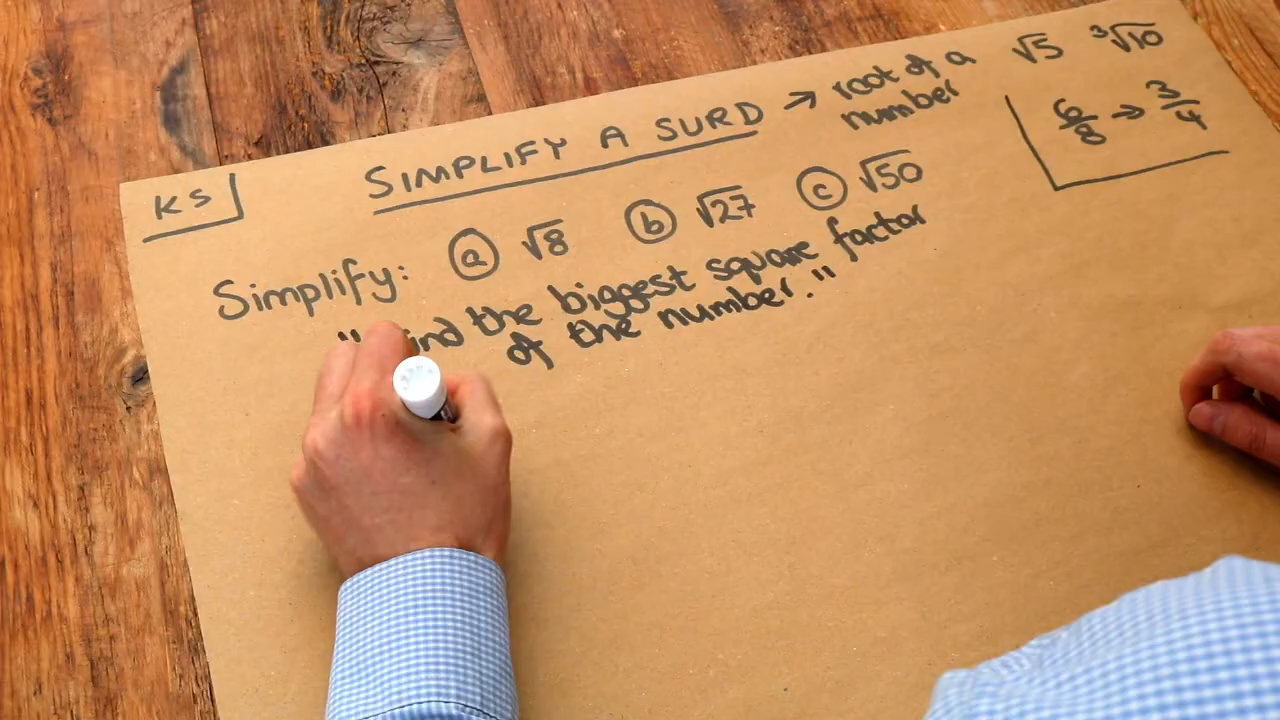 KS
SIMPLIFY A SURD → root of a
number
√5 ³√10
6/8 → 3/4
Simplify: ⓐ √8 ⓑ √27 ⓒ √50
" the biggest square factor
of the number."